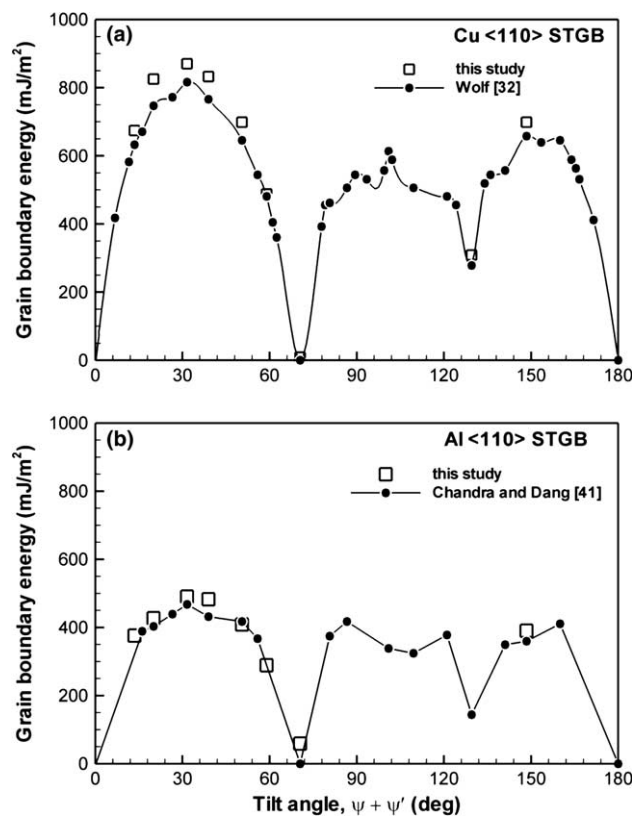 (a)
Cu <110> STGB
this study
Wolf [32]
Grain boundary energy (mJ/m²)
1000
800
600
400
200
0
0 30 60 90 120 150 180
(b)
Al <110> STGB
this study
Chandra and Dang [41]
Grain boundary energy (mJ/m²)
1000
800
600
400
200
0
0 30 60 90 120 150 180
Tilt angle, ψ + ψ′ (deg)